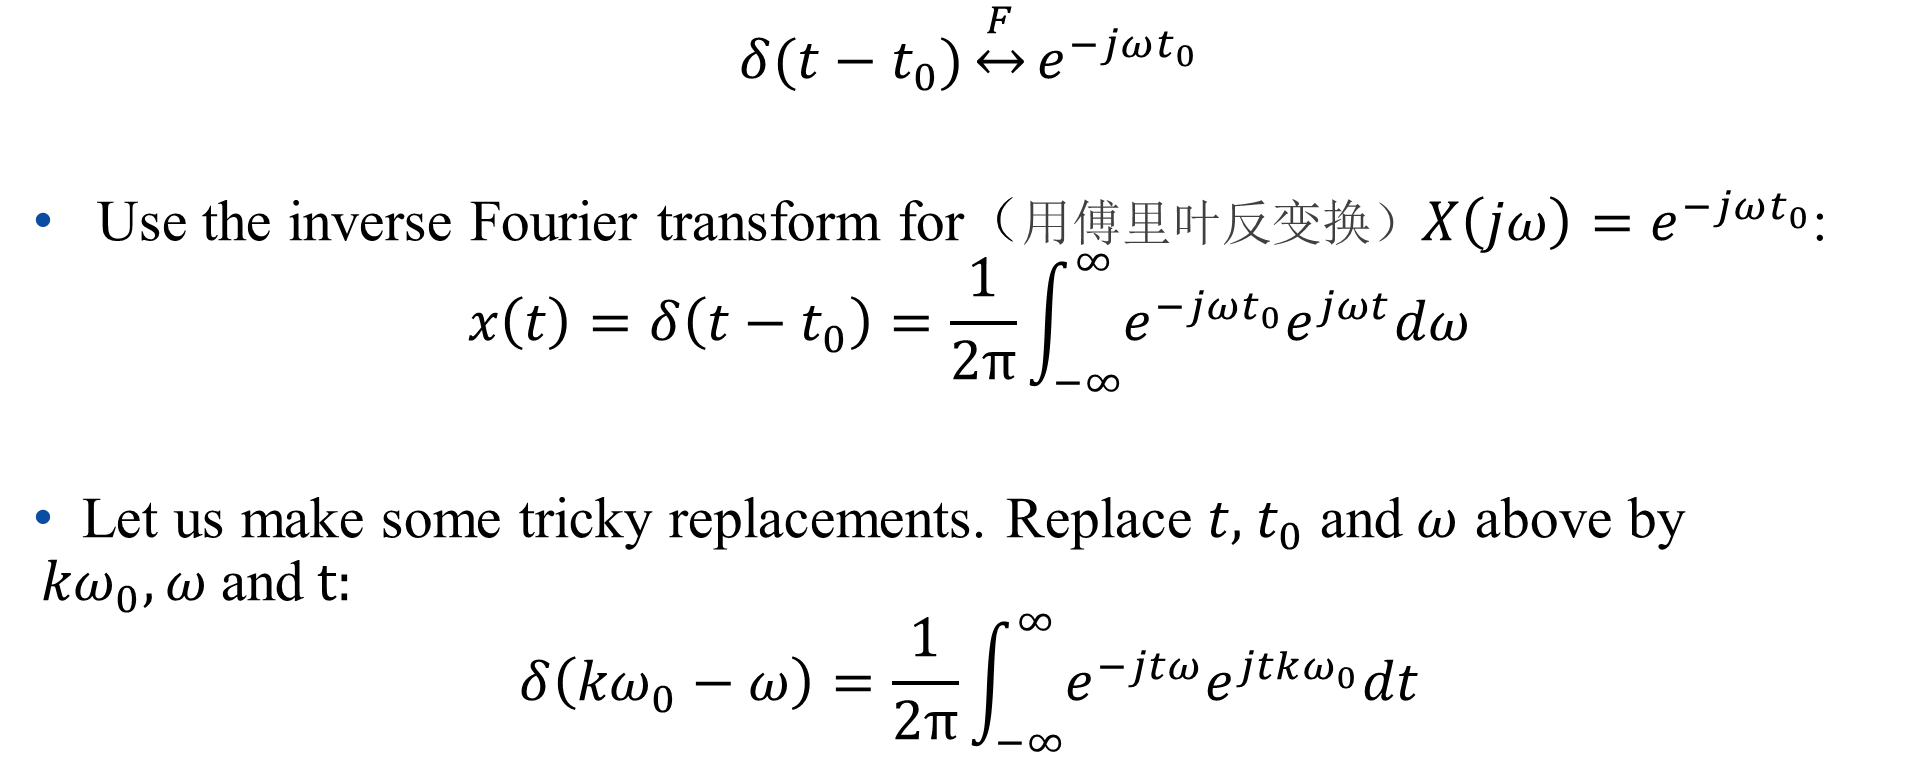 δ(t − t₀) F↔ e^{−jωt₀}
• Use the inverse Fourier transform for（用傅里叶反变换）X(jω) = e^{−jωt₀}:
x(t) = δ(t − t₀) = \frac{1}{2π} ∫_{−∞}^{∞} e^{−jωt₀} e^{jωt} dω
• Let us make some tricky replacements. Replace t, t₀ and ω above by
kω₀, ω and t:
δ(kω₀ − ω) = \frac{1}{2π} ∫_{−∞}^{∞} e^{−jtω} e^{jtkω₀} dt